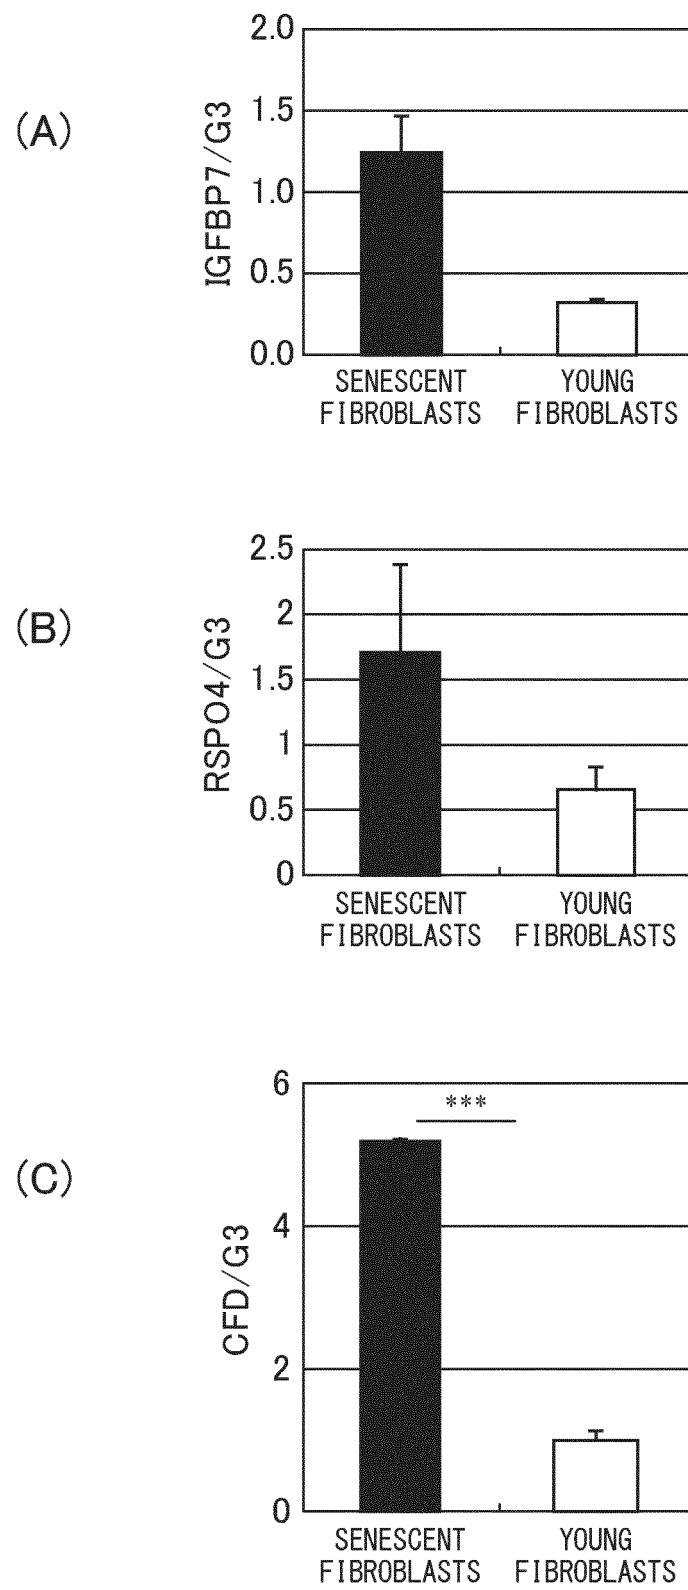 (A)
IGFBP7/G3
2.0
1.5
1.0
0.5
0.0
SENESCENT
FIBROBLASTS
YOUNG
FIBROBLASTS
(B)
RSPO4/G3
2.5
2
1.5
1
0.5
0
SENESCENT
FIBROBLASTS
YOUNG
FIBROBLASTS
(C)
CFD/G3
6
4
2
0
***
SENESCENT
FIBROBLASTS
YOUNG
FIBROBLASTS